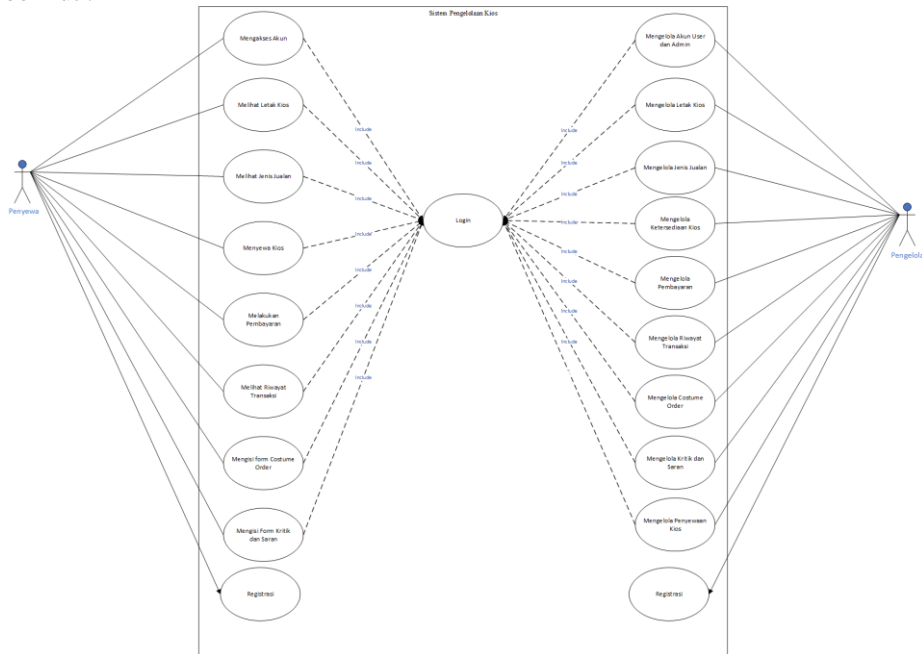 Sistem Pengelolaan Kios
Mengakses Akun
Melihat Letak Kios
Melihat Jenis Jualan
Menyewa Kios
Melakukan
Pembayaran
Melihat Riwayat
Transaksi
Mengisi form Costume
Order
Mengisi Form Kritik
dan Saran
Registrasi
Penyewa
Include
Include
Include
Include
Include
Include
Include
Include
Login
Include
Include
Include
Include
Include
Include
Include
Include
Mengelola Akun User
dan Admin
Mengelola Letak Kios
Mengelola Jenis Jualan
Mengelola
Ketersediaan Kios
Mengelola
Pembayaran
Mengelola Riwayat
Transaksi
Mengelola Costume
Order
Mengelola Kritik dan
Saran
Mengelola Penyewaan
Kios
Registrasi
Pengelola